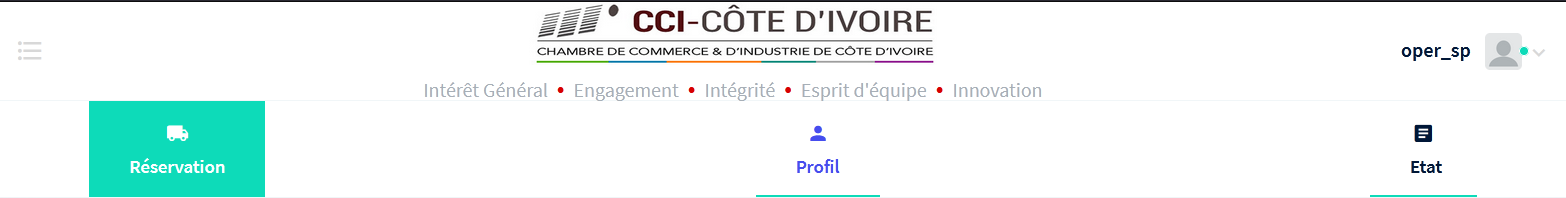 CCI-CÔTE D'IVOIRE
CHAMBRE DE COMMERCE & D'INDUSTRIE DE CÔTE D'IVOIRE
oper_sp
Intérêt Général • Engagement • Intégrité • Esprit d'équipe • Innovation
Réservation
Profil
Etat